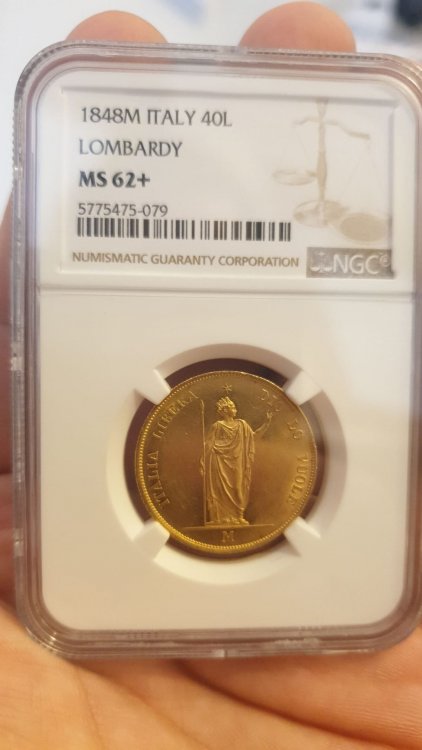 1848M ITALY 40L
LOMBARDY
MS 62+
5775475-079
NUMISMATIC GUARANTY CORPORATION
NGC®
ITALIA LIBERA DIO LO VUOLE
M